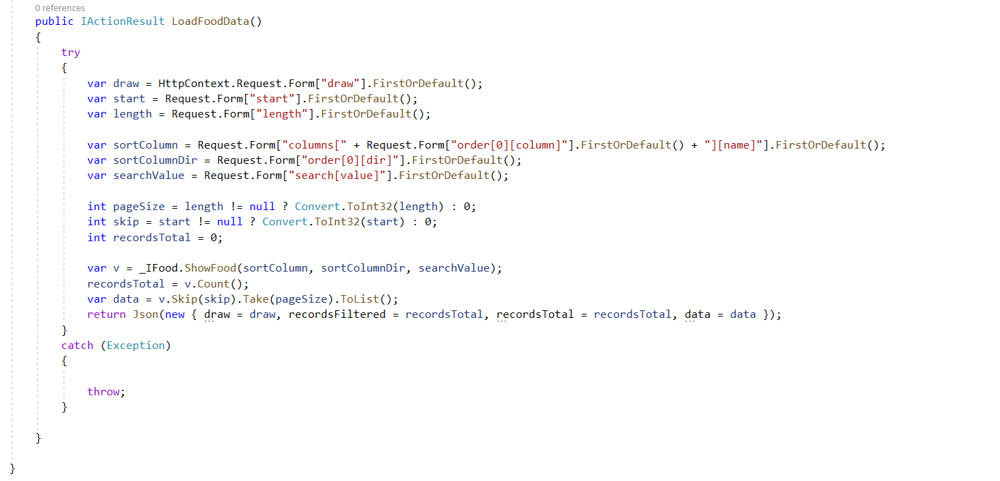 0 references
public IActionResult LoadFoodData()
{
try
{
var draw = HttpContext.Request.Form["draw"].FirstOrDefault();
var start = Request.Form["start"].FirstOrDefault();
var length = Request.Form["length"].FirstOrDefault();
var sortColumn = Request.Form["columns[" + Request.Form["order[0][column]"].FirstOrDefault() + "][name]"].FirstOrDefault();
var sortColumnDir = Request.Form["order[0][dir]"].FirstOrDefault();
var searchValue = Request.Form["search[value]"].FirstOrDefault();
int pageSize = length != null ? Convert.ToInt32(length) : 0;
int skip = start != null ? Convert.ToInt32(start) : 0;
int recordsTotal = 0;
var v = _IFood.ShowFood(sortColumn, sortColumnDir, searchValue);
recordsTotal = v.Count();
var data = v.Skip(skip).Take(pageSize).ToList();
return Json(new { draw = draw, recordsFiltered = recordsTotal, recordsTotal = recordsTotal, data = data });
}
catch (Exception)
{
throw;
}
}
}